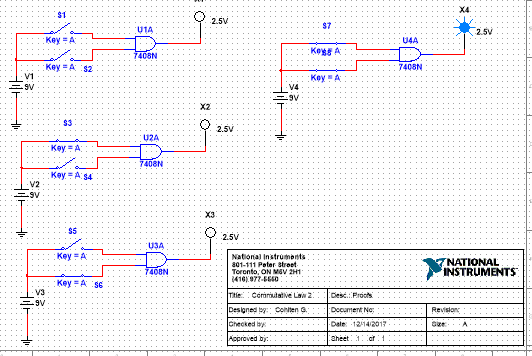 X1
S1
U1A
2.5V
Key = A
Key = A
S2
7408N
V1
9V
S7
X4
U4A
2.5V
Key = A
S8
7408N
V4
9V
X2
S3
U2A
2.5V
Key = A
Key = A
S4
7408N
V2
9V
X3
S5
U3A
2.5V
Key = A
Key = A
S6
7408N
V3
9V
National Instruments
801-111 Peter Street
Toronto, ON M5V 2H1
(416) 977-5550
NATIONAL
INSTRUMENTS
Title: Commutative Law 2 Desc.: Proofs
Designed by: Cohlten G. Document No: Revision:
Checked by: Date: 12/14/2017 Size: A
Approved by: Sheet 1 of 1